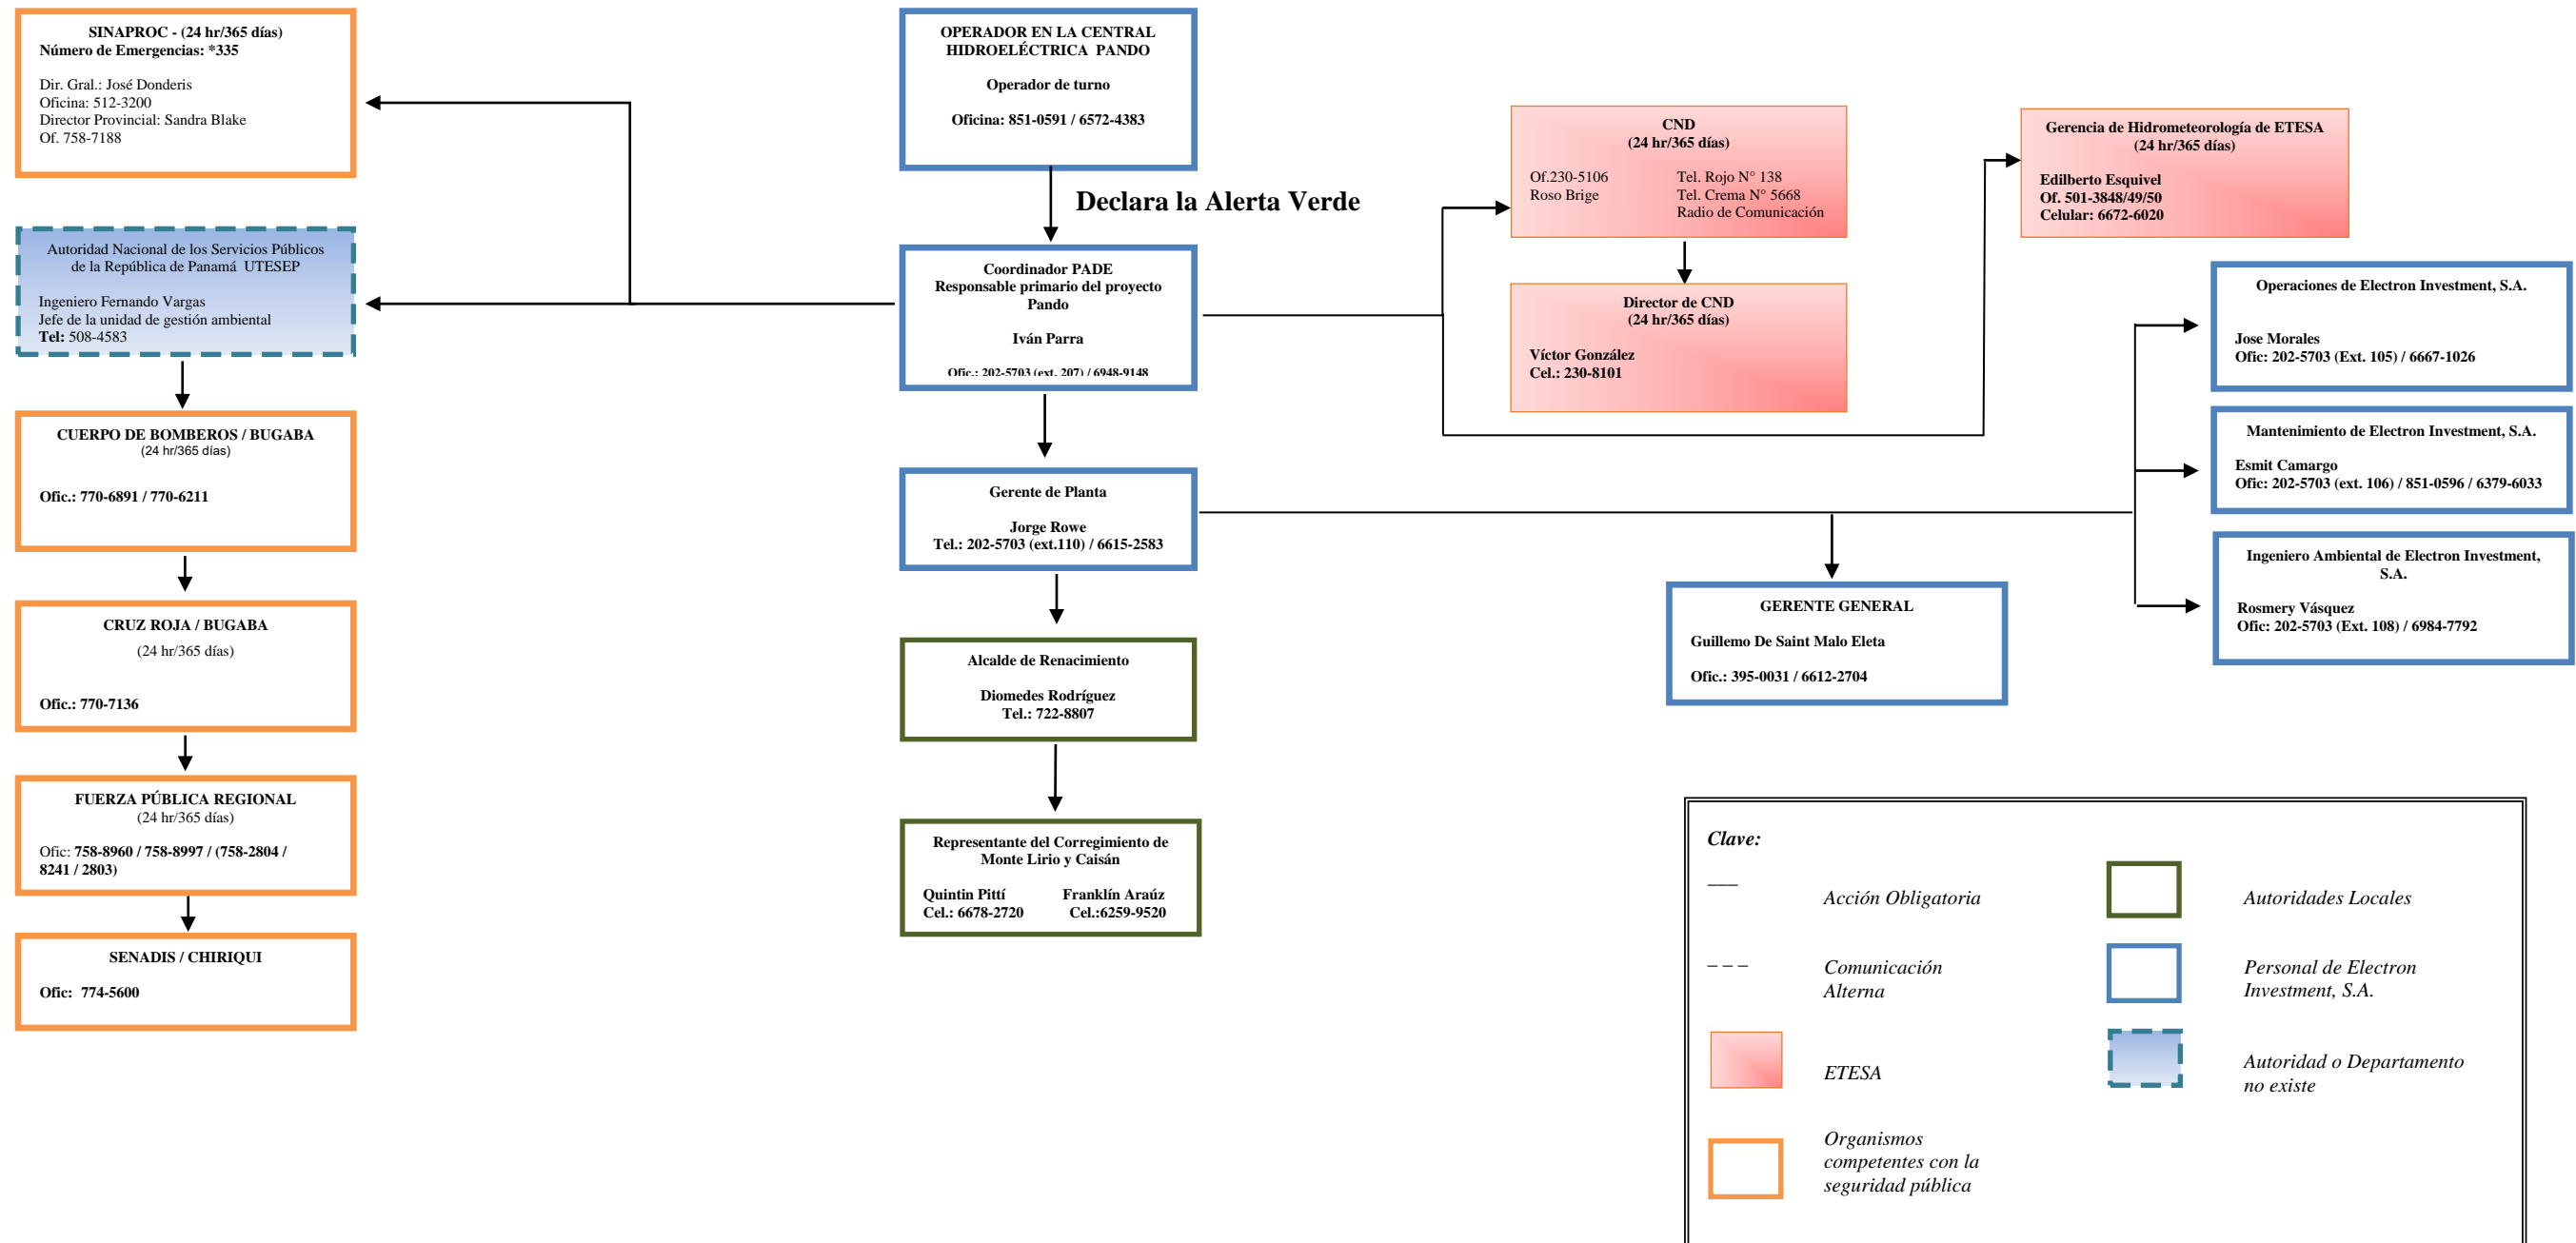 SINAPROC - (24 hr/365 días)
Número de Emergencias: *335
Dir. Gral.: José Donderis
Oficina: 512-3200
Director Provincial: Sandra Blake
Of. 758-7188
Autoridad Nacional de los Servicios Públicos
de la República de Panamá UTESEP
Ingeniero Fernando Vargas
Jefe de la unidad de gestión ambiental
Tel: 508-4583
CUERPO DE BOMBEROS / BUGABA
(24 hr/365 días)
Ofic.: 770-6891 / 770-6211
CRUZ ROJA / BUGABA
(24 hr/365 días)
Ofic.: 770-7136
FUERZA PÚBLICA REGIONAL
(24 hr/365 días)
Ofic: 758-8960 / 758-8997 / (758-2804 /
8241 / 2803)
SENADIS / CHIRIQUI
Ofic: 774-5600
OPERADOR EN LA CENTRAL
HIDROELÉCTRICA PANDO
Operador de turno
Oficina: 851-0591 / 6572-4383
Declara la Alerta Verde
Coordinador PADE
Responsable primario del proyecto
Pando
Iván Parra
Ofic.: 202-5703 (ext. 207) / 6948-9148
Gerente de Planta
Jorge Rowe
Tel.: 202-5703 (ext.110) / 6615-2583
Alcalde de Renacimiento
Diomedes Rodríguez
Tel.: 722-8807
Representante del Corregimiento de
Monte Lirio y Caisán
Quintin Pittí Franklín Araúz
Cel.: 6678-2720 Cel.:6259-9520
CND
(24 hr/365 días)
Of.230-5106 Tel. Rojo N° 138
Roso Brige Tel. Crema N° 5668
Radio de Comunicación
Director de CND
(24 hr/365 días)
Víctor González
Cel.: 230-8101
Gerencia de Hidrometeorología de ETESA
(24 hr/365 días)
Edilberto Esquivel
Of. 501-3848/49/50
Celular: 6672-6020
Operaciones de Electron Investment, S.A.
Jose Morales
Ofic: 202-5703 (Ext. 105) / 6667-1026
Mantenimiento de Electron Investment, S.A.
Esmit Camargo
Ofic: 202-5703 (ext. 106) / 851-0596 / 6379-6033
Ingeniero Ambiental de Electron Investment,
S.A.
Rosmery Vásquez
Ofic: 202-5703 (Ext. 108) / 6984-7792
GERENTE GENERAL
Guillemo De Saint Malo Eleta
Ofic.: 395-0031 / 6612-2704
Clave:
Acción Obligatoria
Comunicación
Alterna
ETESA
Organismos
competentes con la
seguridad pública
Autoridades Locales
Personal de Electron
Investment, S.A.
Autoridad o Departamento
no existe